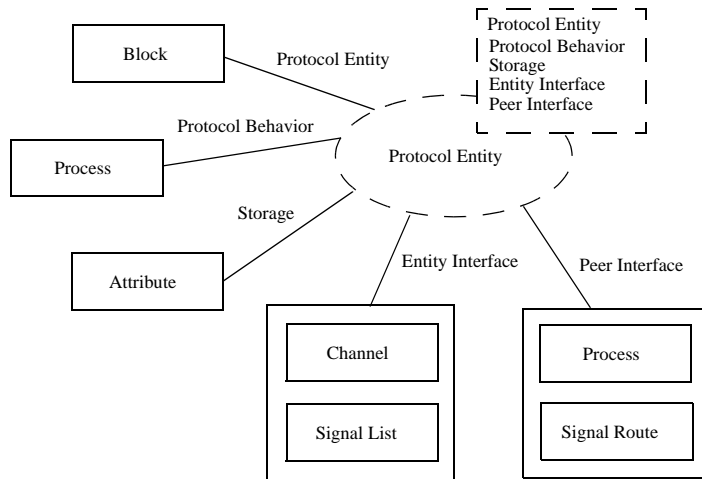 Protocol Entity
Protocol Behavior
Storage
Entity Interface
Peer Interface
Block
Protocol Entity
Protocol Behavior
Process
Protocol Entity
Storage
Attribute
Entity Interface
Peer Interface
Channel
Signal List
Process
Signal Route